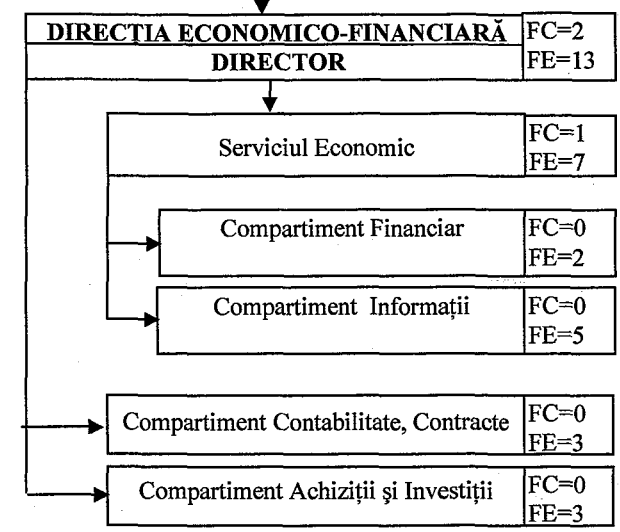 DIRECȚIA ECONOMICO-FINANCIARĂ FC=2
DIRECTOR FE=13
Serviciul Economic FC=1
FE=7
Compartiment Financiar FC=0
FE=2
Compartiment Informații FC=0
FE=5
Compartiment Contabilitate, Contracte FC=0
FE=3
Compartiment Achiziții şi Investiții FC=0
FE=3